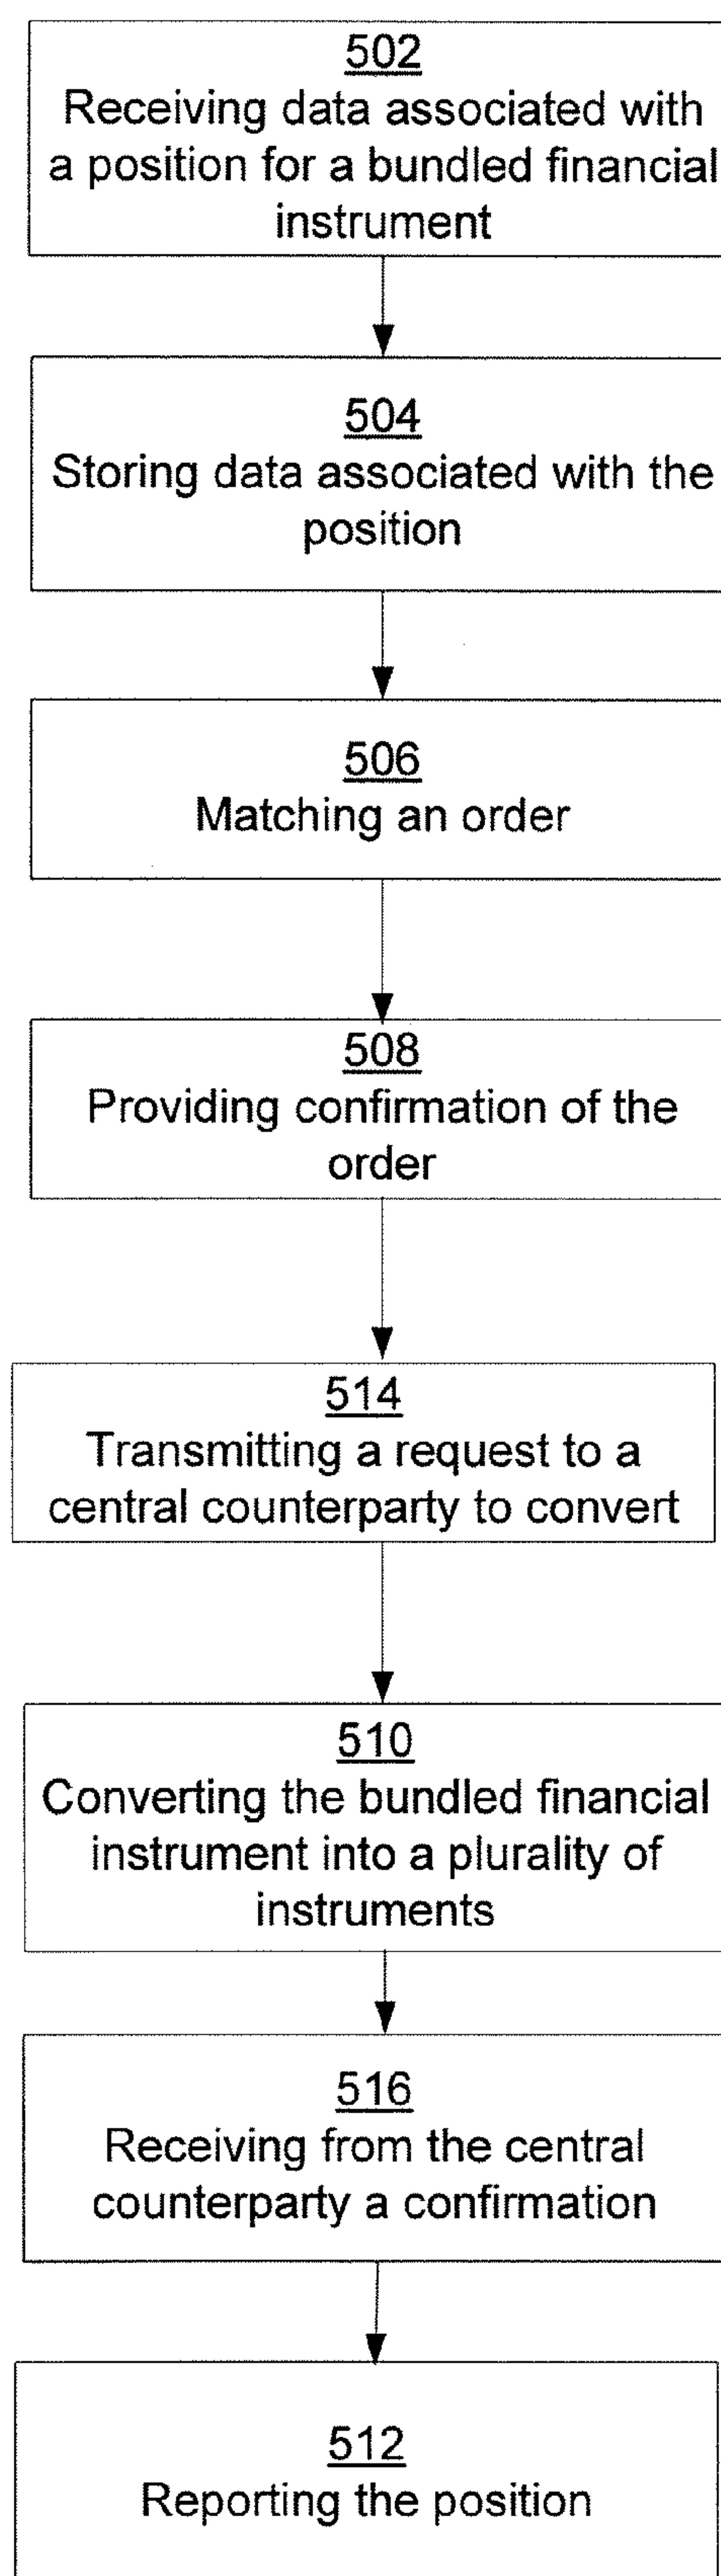 502
Receiving data associated with
a position for a bundled financial
instrument
504
Storing data associated with the
position
506
Matching an order
508
Providing confirmation of the
order
514
Transmitting a request to a
central counterparty to convert
510
Converting the bundled financial
instrument into a plurality of
instruments
516
Receiving from the central
counterparty a confirmation
512
Reporting the position